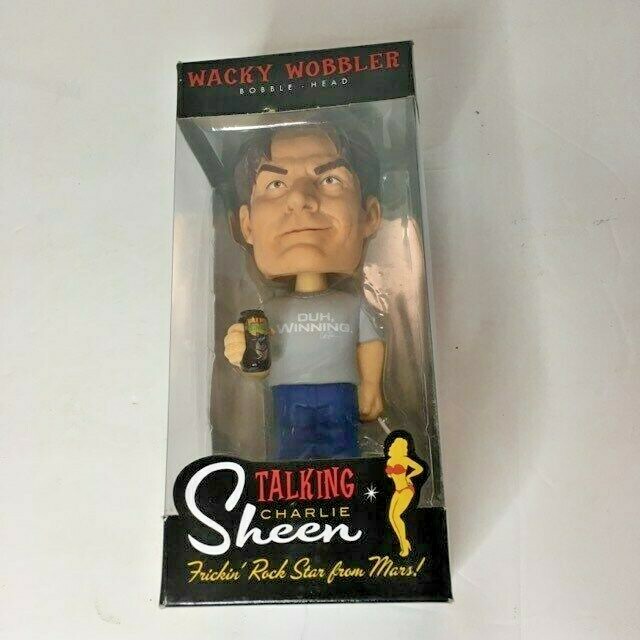 WACKY WOBBLER
BOBBLE-HEAD
DUH,
WINNING.
TALKING
CHARLIE
Sheen
Frickin' Rock Star from Mars!